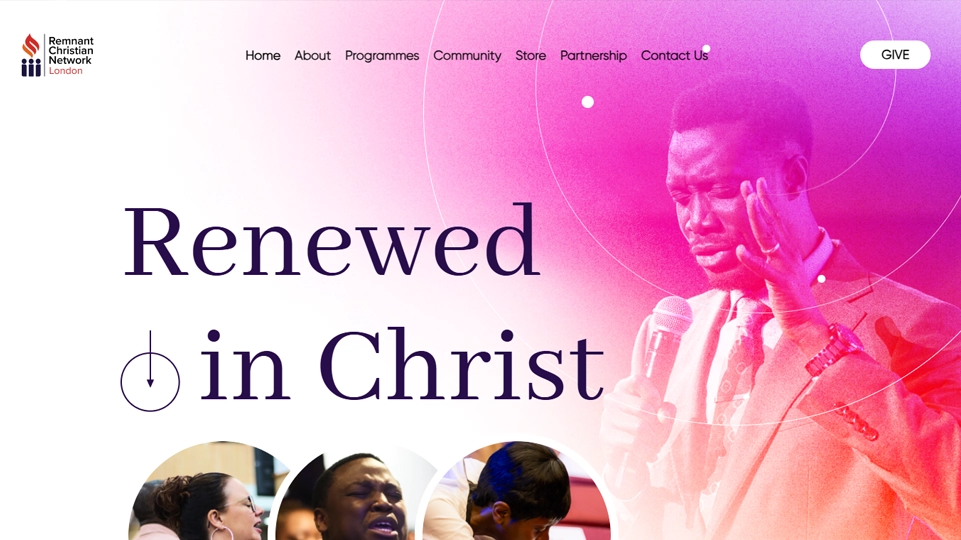 Remnant
Christian
Network
London
Home About Programmes Community Store Partnership Contact Us
GIVE
Renewed
in Christ